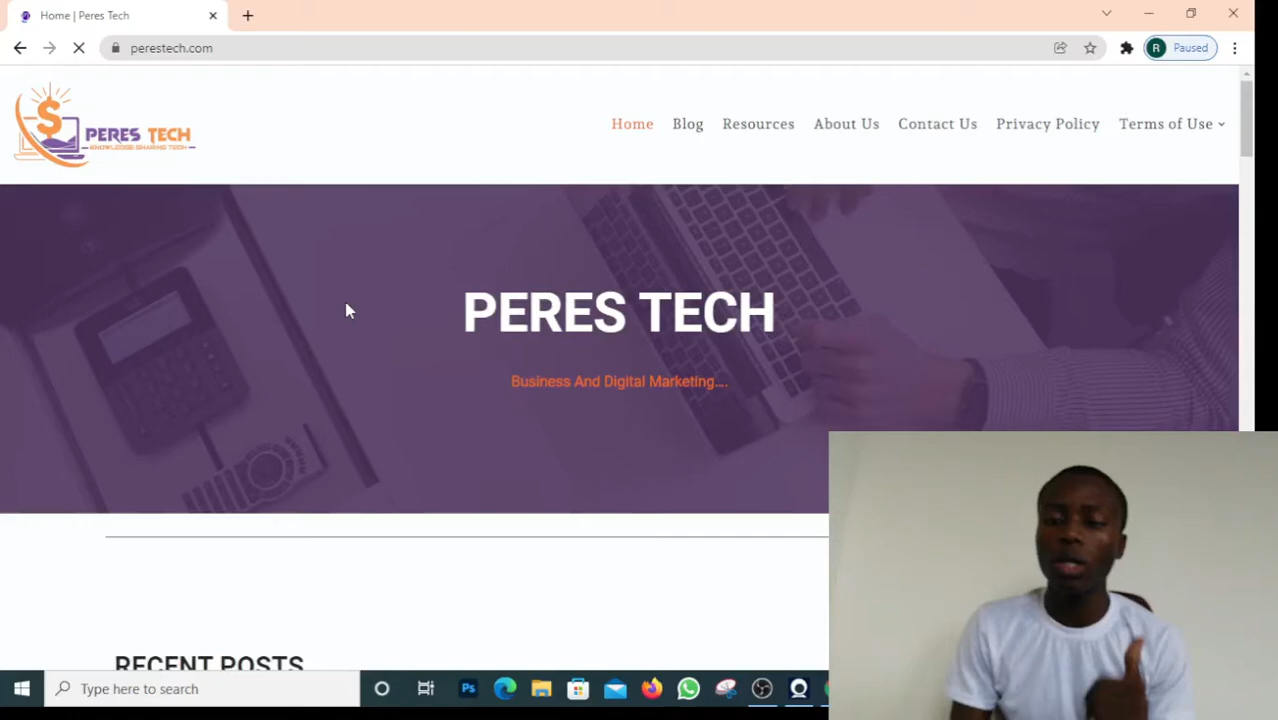 Home | Peres Tech
perestech.com
R Paused
PERES TECH
KNOWLEDGE SHARING TECH
Home Blog Resources About Us Contact Us Privacy Policy Terms of Use
PERES TECH
Business And Digital Marketing....
RECENT POSTS
Ps
Type here to search